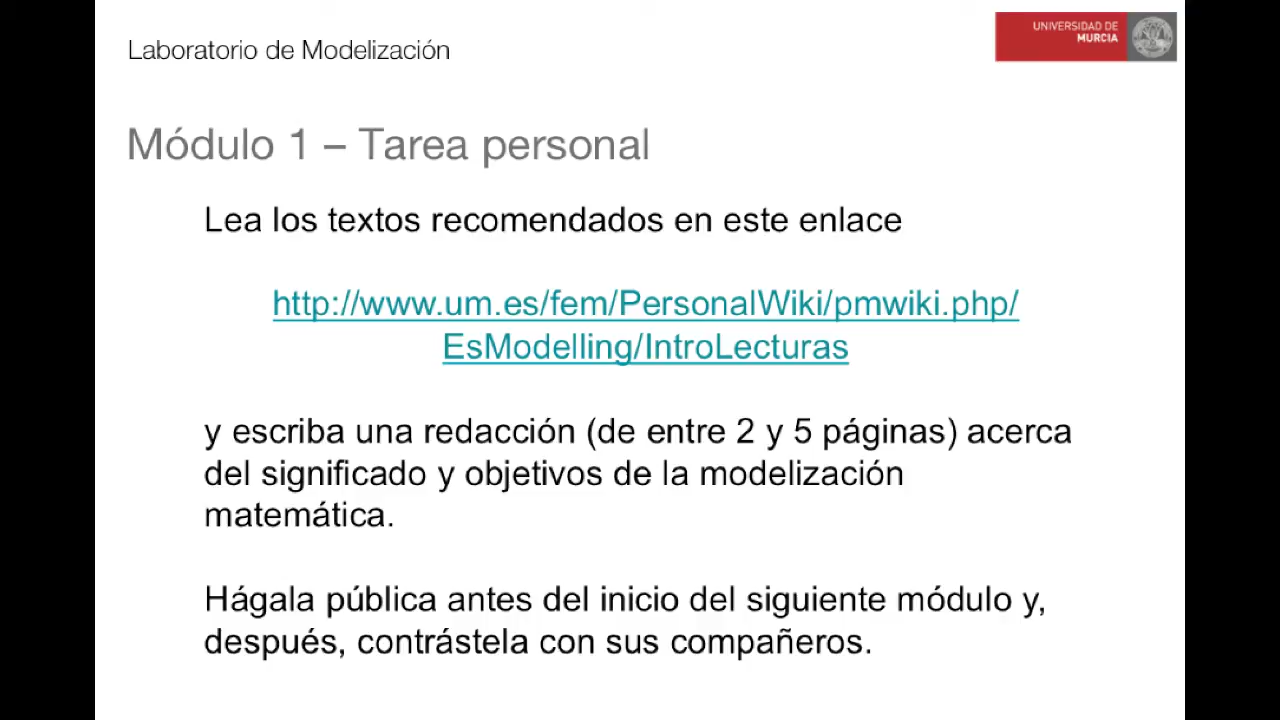 Laboratorio de Modelización
UNIVERSIDAD DE
MURCIA
Módulo 1 – Tarea personal
Lea los textos recomendados en este enlace
http://www.um.es/fem/PersonalWiki/pmwiki.php/
EsModelling/IntroLecturas
y escriba una redacción (de entre 2 y 5 páginas) acerca
del significado y objetivos de la modelización
matemática.
Hágala pública antes del inicio del siguiente módulo y,
después, contrástela con sus compañeros.